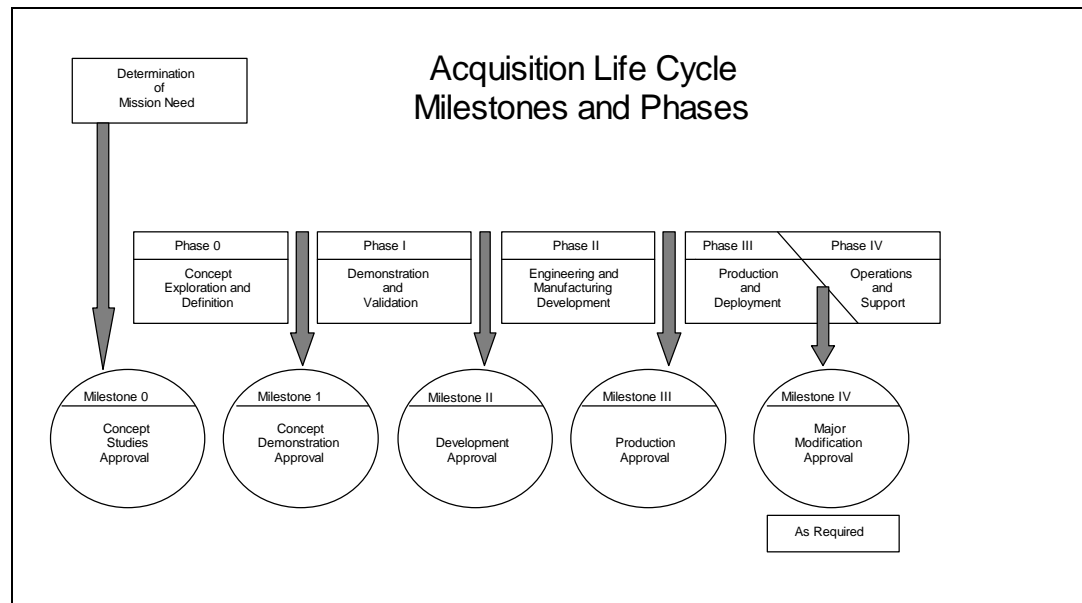 Acquisition Life Cycle
Milestones and Phases
Determination
of
Mission Need
Phase 0
Concept
Exploration and
Definition
Phase I
Demonstration
and
Validation
Phase II
Engineering and
Manufacturing
Development
Phase III
Production
and
Deployment
Phase IV
Operations
and
Support
Milestone 0
Concept
Studies
Approval
Milestone 1
Concept
Demonstration
Approval
Milestone II
Development
Approval
Milestone III
Production
Approval
Milestone IV
Major
Modification
Approval
As Required